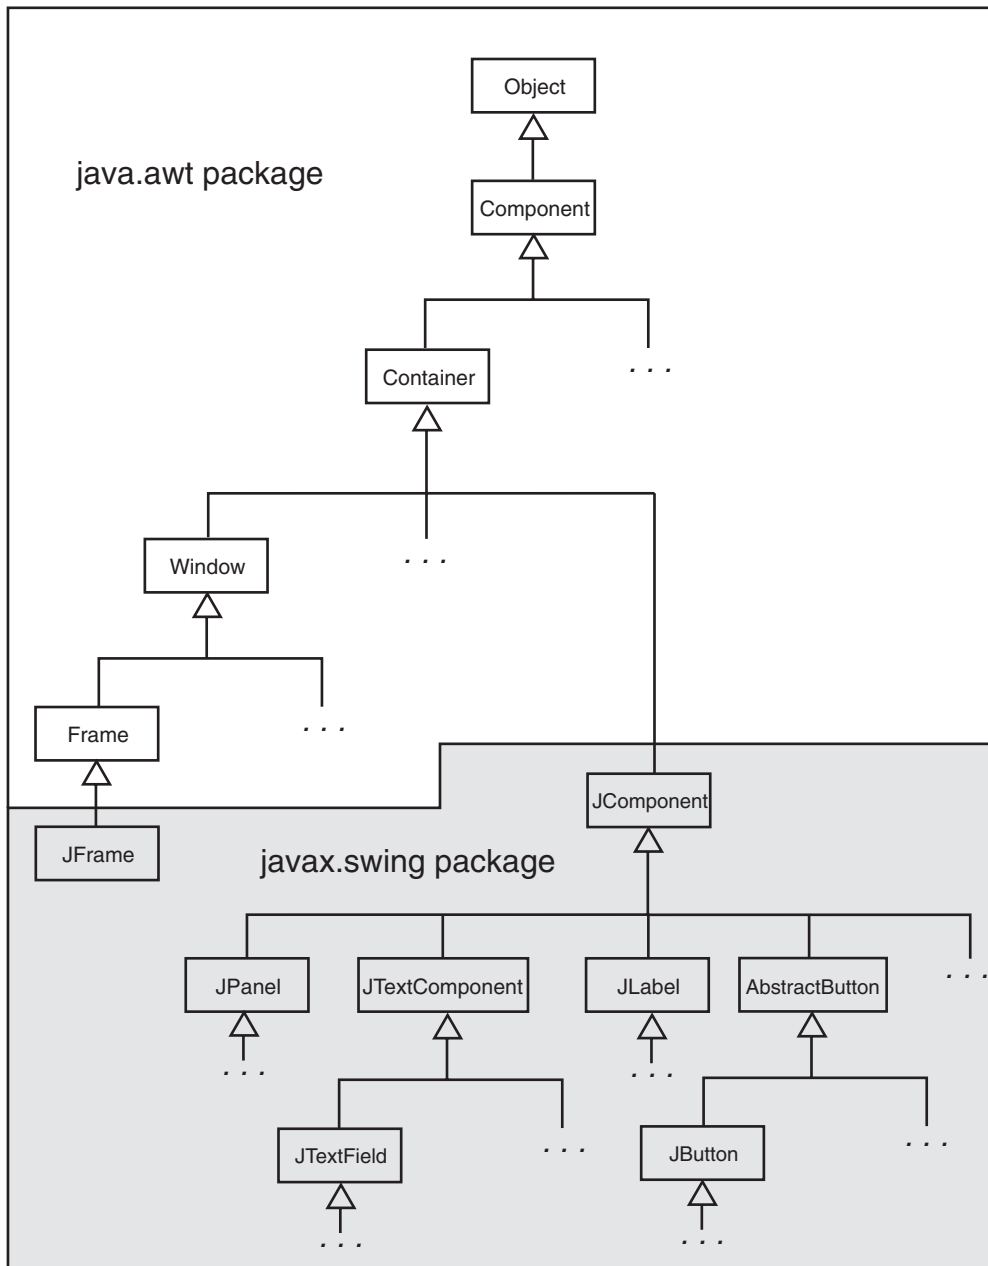 Object
java.awt package
Component
Container
. . .
Window
. . .
Frame
. . .
JComponent
JFrame
javax.swing package
JPanel
JTextComponent
JLabel
AbstractButton
. . .
. . .
. . .
JTextField
. . .
JButton
. . .
. . .
. . .